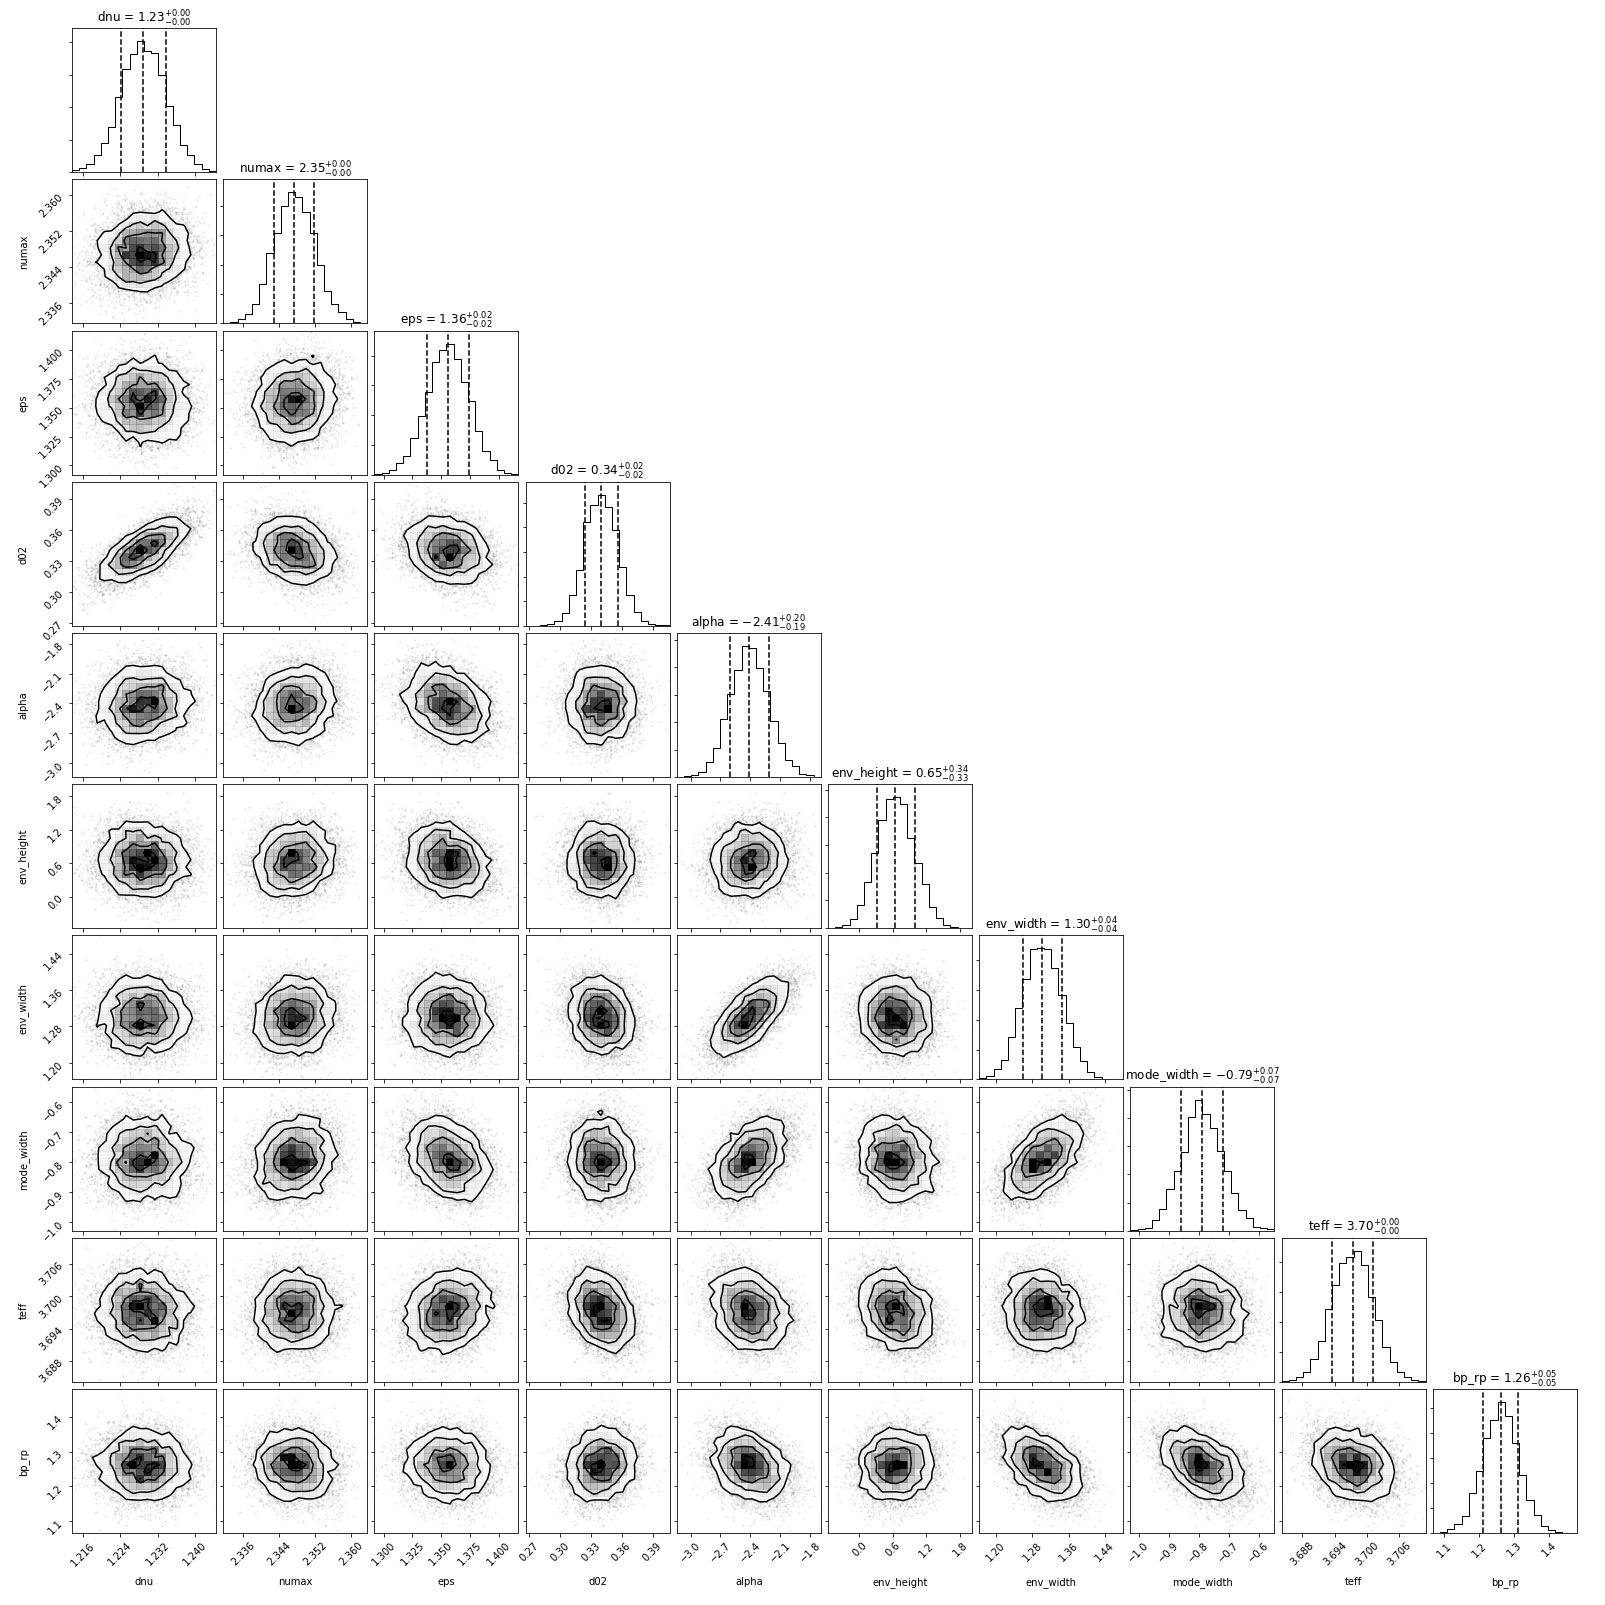 dnu = 1.23+0.00−0.00
numax = 2.35+0.00−0.00
2.360
2.352
2.344
2.336
numax
eps = 1.36+0.02−0.02
1.400
1.375
1.350
1.325
1.300
eps
d02 = 0.34+0.02−0.02
0.39
0.36
0.33
0.30
0.27
d02
alpha = −2.41+0.20−0.19
−1.8
−2.1
−2.4
−2.7
−3.0
alpha
env_height = 0.65+0.34−0.33
1.8
1.2
0.6
0.0
env_height
env_width = 1.30+0.04−0.04
1.44
1.36
1.28
1.20
env_width
mode_width = −0.79+0.07−0.07
−0.6
−0.7
−0.8
−0.9
−1.0
mode_width
teff = 3.70+0.00−0.00
3.706
3.700
3.694
3.688
teff
bp_rp = 1.26+0.05−0.05
1.4
1.3
1.2
1.1
bp_rp
1.216 1.224 1.232 1.240 2.336 2.344 2.352 2.360 1.300 1.325 1.350 1.375 1.400 0.27 0.30 0.33 0.36 0.39 −3.0 −2.7 −2.4 −2.1 −1.8 0.0 0.6 1.2 1.8 1.20 1.28 1.36 1.44 −1.0 −0.9 −0.8 −0.7 −0.6 3.688 3.694 3.700 3.706 1.1 1.2 1.3 1.4
dnu numax eps d02 alpha env_height env_width mode_width teff bp_rp